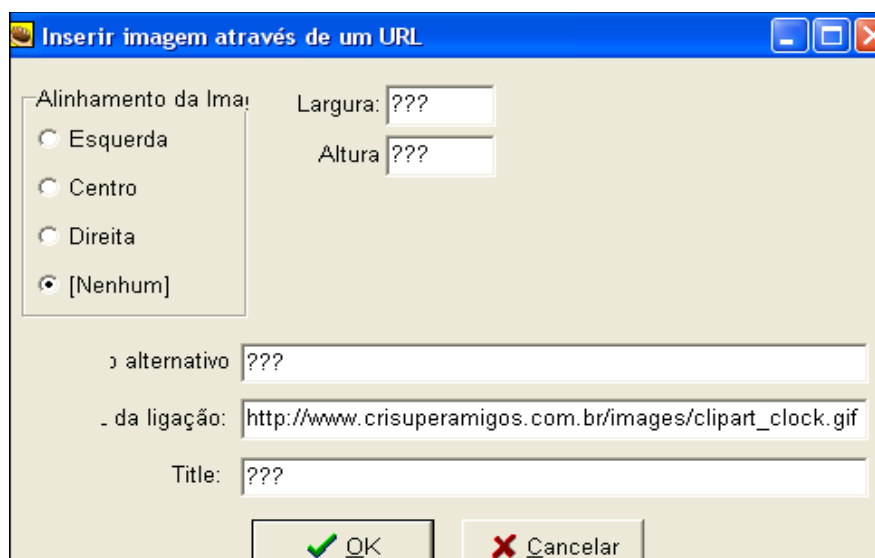 Inserir imagem através de um URL
Alinhamento da Ima
Esquerda
Centro
Direita
[Nenhum]
Largura: ???
Altura ???
alternativo ???
da ligação: http://www.crisuperamigos.com.br/images/clipart_clock.gif
Title: ???
OK
Cancelar